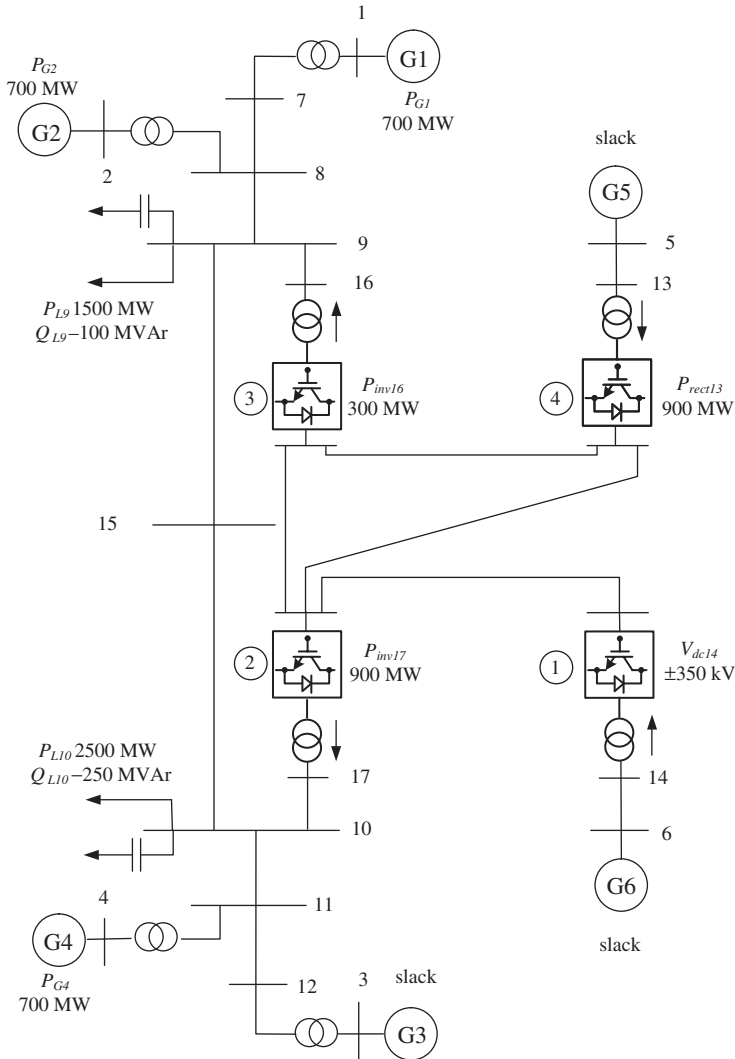 1
G1
P_G1
700 MW
P_G2
700 MW
G2
2
7
8
slack
G5
5
13
9
16
P_L9 1500 MW
Q_L9 −100 MVAr
3
P_inv16
300 MW
4
P_rect13
900 MW
15
2
P_inv17
900 MW
1
V_dc14
±350 kV
P_L10 2500 MW
Q_L10 −250 MVAr
17
14
10
6
G6
slack
4
G4
P_G4
700 MW
11
12
3
slack
G3